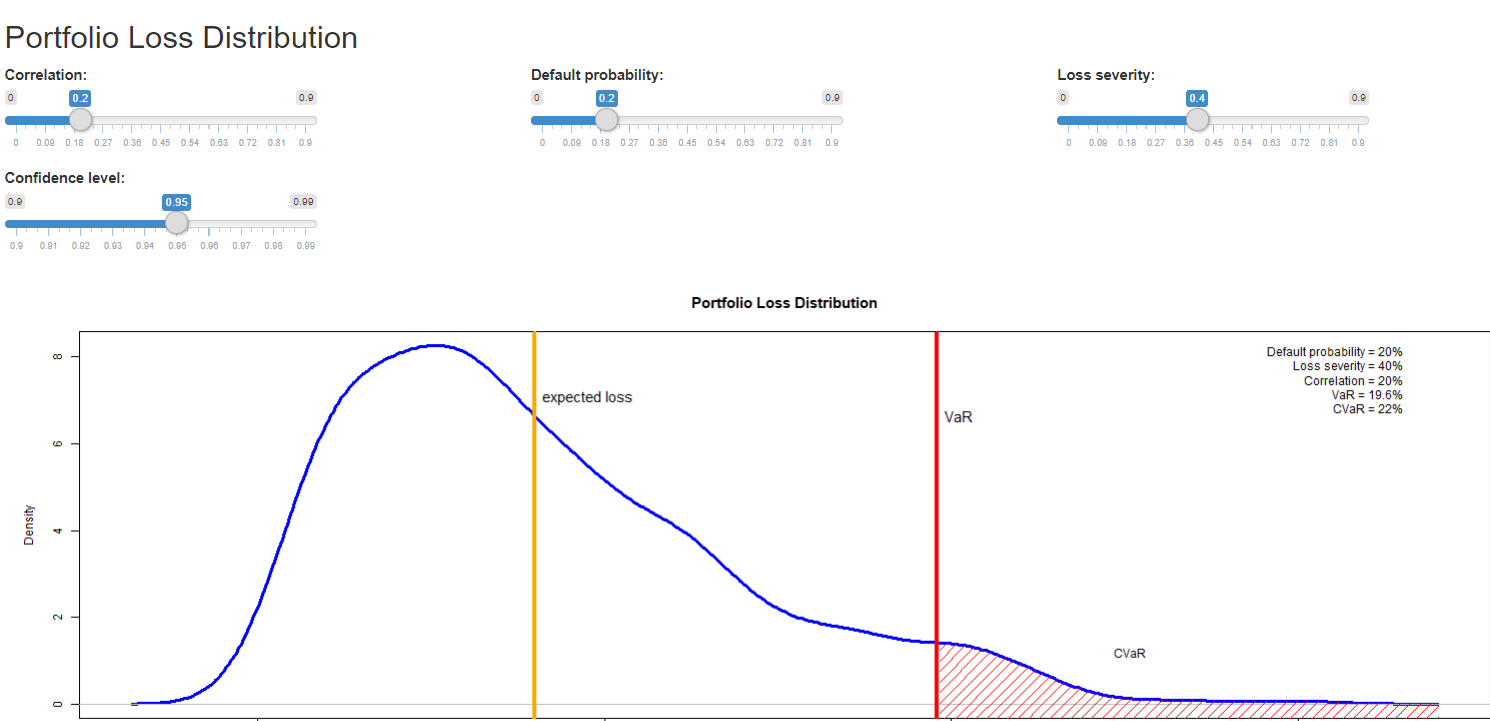 Portfolio Loss Distribution
Correlation:
Default probability:
Loss severity:
0 0.2 0.9
0 0.2 0.9
0 0.4 0.9
0 0.09 0.18 0.27 0.36 0.45 0.54 0.63 0.72 0.81 0.9
0 0.09 0.18 0.27 0.36 0.45 0.54 0.63 0.72 0.81 0.9
0 0.09 0.18 0.27 0.36 0.45 0.54 0.63 0.72 0.81 0.9
Confidence level:
0.9 0.95 0.99
0.9 0.91 0.92 0.93 0.94 0.95 0.96 0.97 0.98 0.99
Portfolio Loss Distribution
Default probability = 20%
Loss severity = 40%
Correlation = 20%
VaR = 19.6%
CVaR = 22%
expected loss
VaR
CVaR
Density
8
6
4
2
0